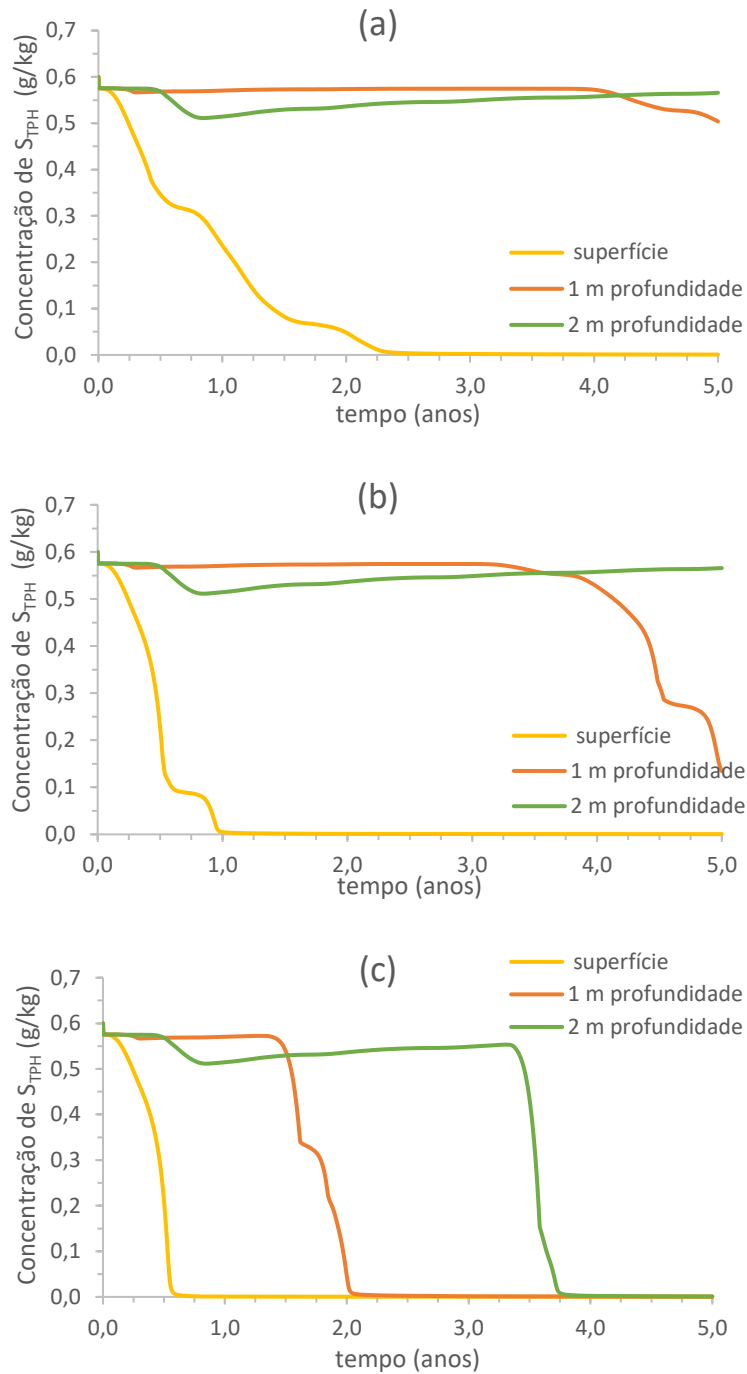 (a)
Concentração de S_TPH (g/kg)
0,7
0,6
0,5
0,4
0,3
0,2
0,1
0,0
superfície
1 m profundidade
2 m profundidade
0,0 1,0 2,0 3,0 4,0 5,0
tempo (anos)
(b)
Concentração de S_TPH (g/kg)
0,7
0,6
0,5
0,4
0,3
0,2
0,1
0,0
superfície
1 m profundidade
2 m profundidade
0,0 1,0 2,0 3,0 4,0 5,0
tempo (anos)
(c)
Concentração de S_TPH (g/kg)
superfície
1 m profundidade
2 m profundidade
0,7
0,6
0,5
0,4
0,3
0,2
0,1
0,0
0,0 1,0 2,0 3,0 4,0 5,0
tempo (anos)